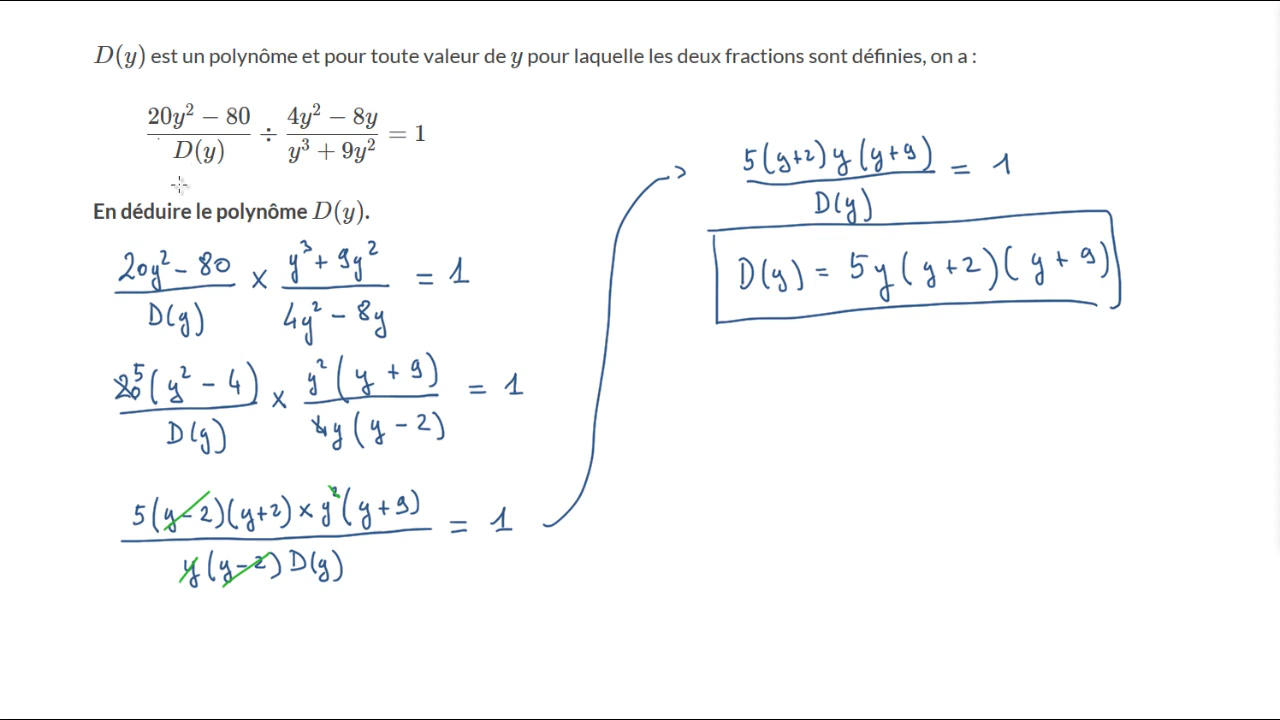 D(y) est un polynôme et pour toute valeur de y pour laquelle les deux fractions sont définies, on a :
(20y² − 80)/D(y) ÷ (4y² − 8y)/(y³ + 9y²) = 1
En déduire le polynôme D(y).
(20y² − 80)/D(y) × (y³ + 9y²)/(4y² − 8y) = 1
20 5(y² − 4)/D(y) × y²(y + 9)/4y(y − 2) = 1
5(y − 2)(y+2) × y²(y + 9)/y(y−2) D(y) = 1
5(y+2) y (y+9)/D(y) = 1
D(y) = 5y(y+2)(y+9)